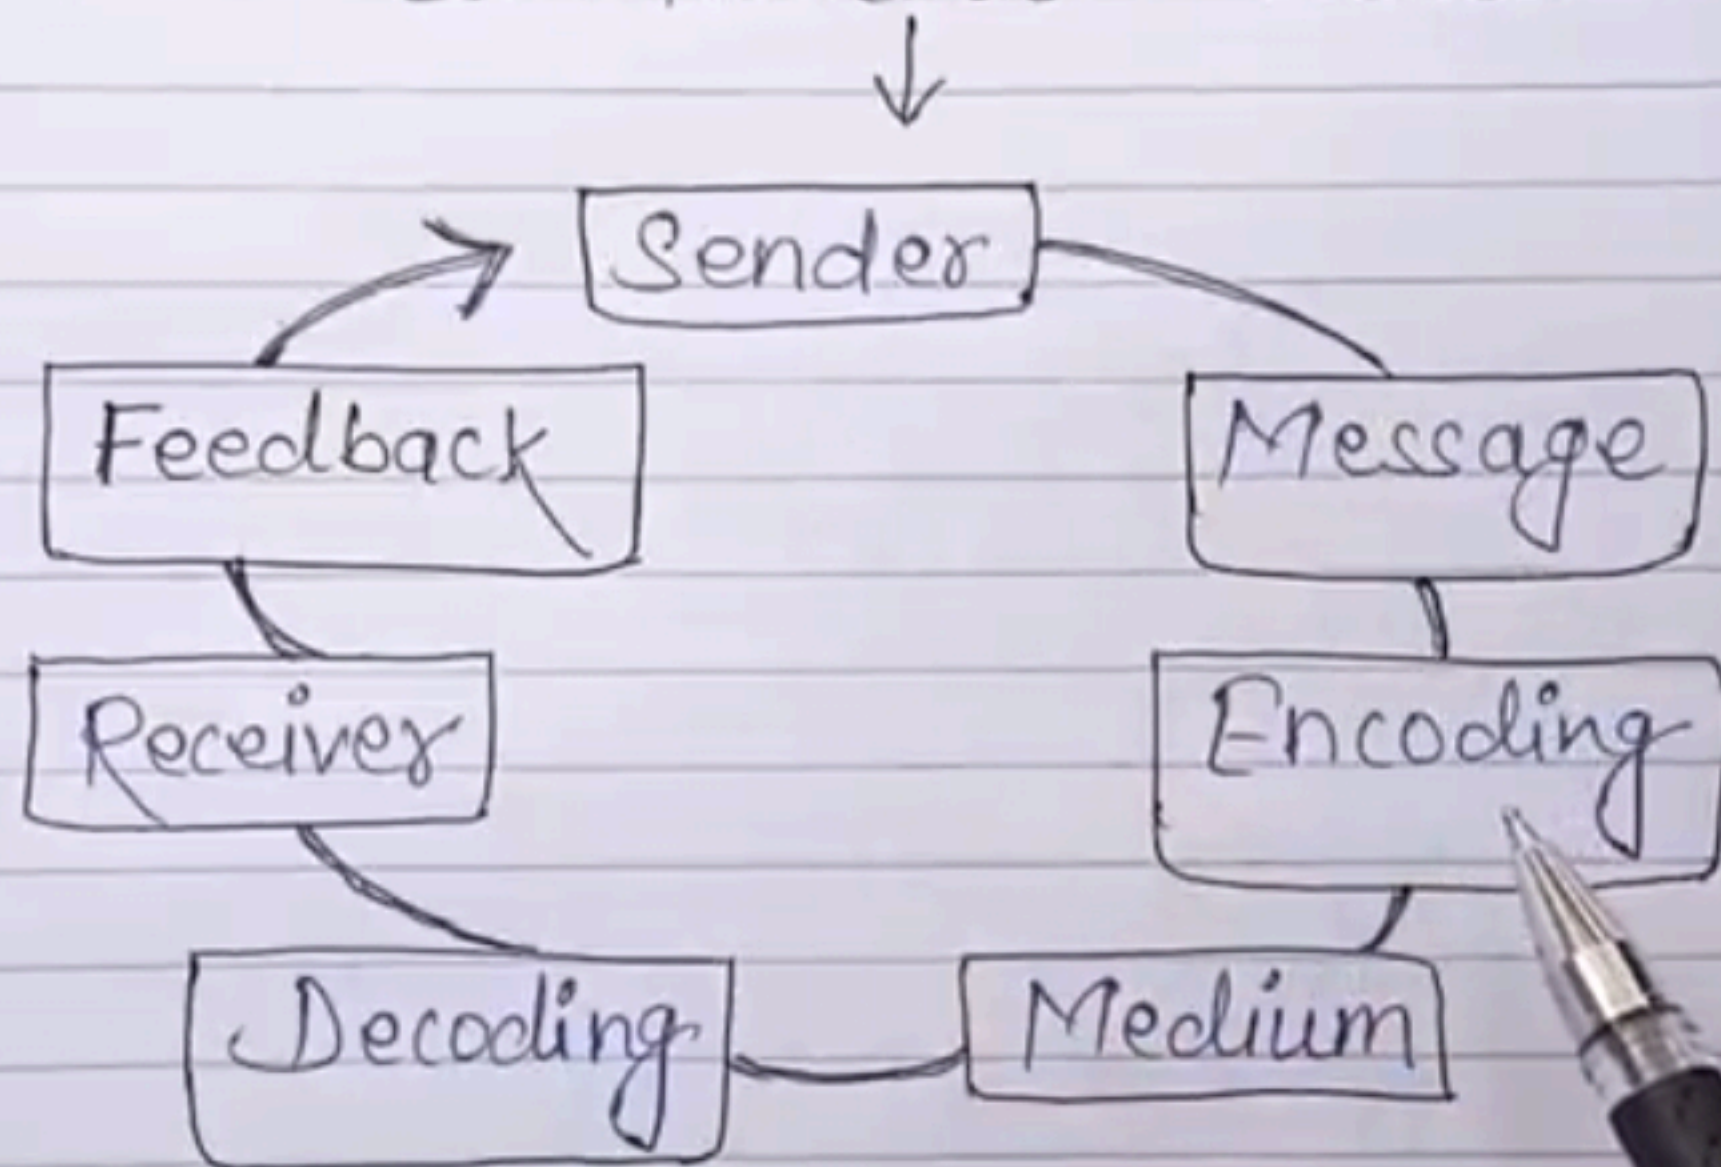 Sender
Feedback
Message
Receiver
Encoding
Decoding
Medium